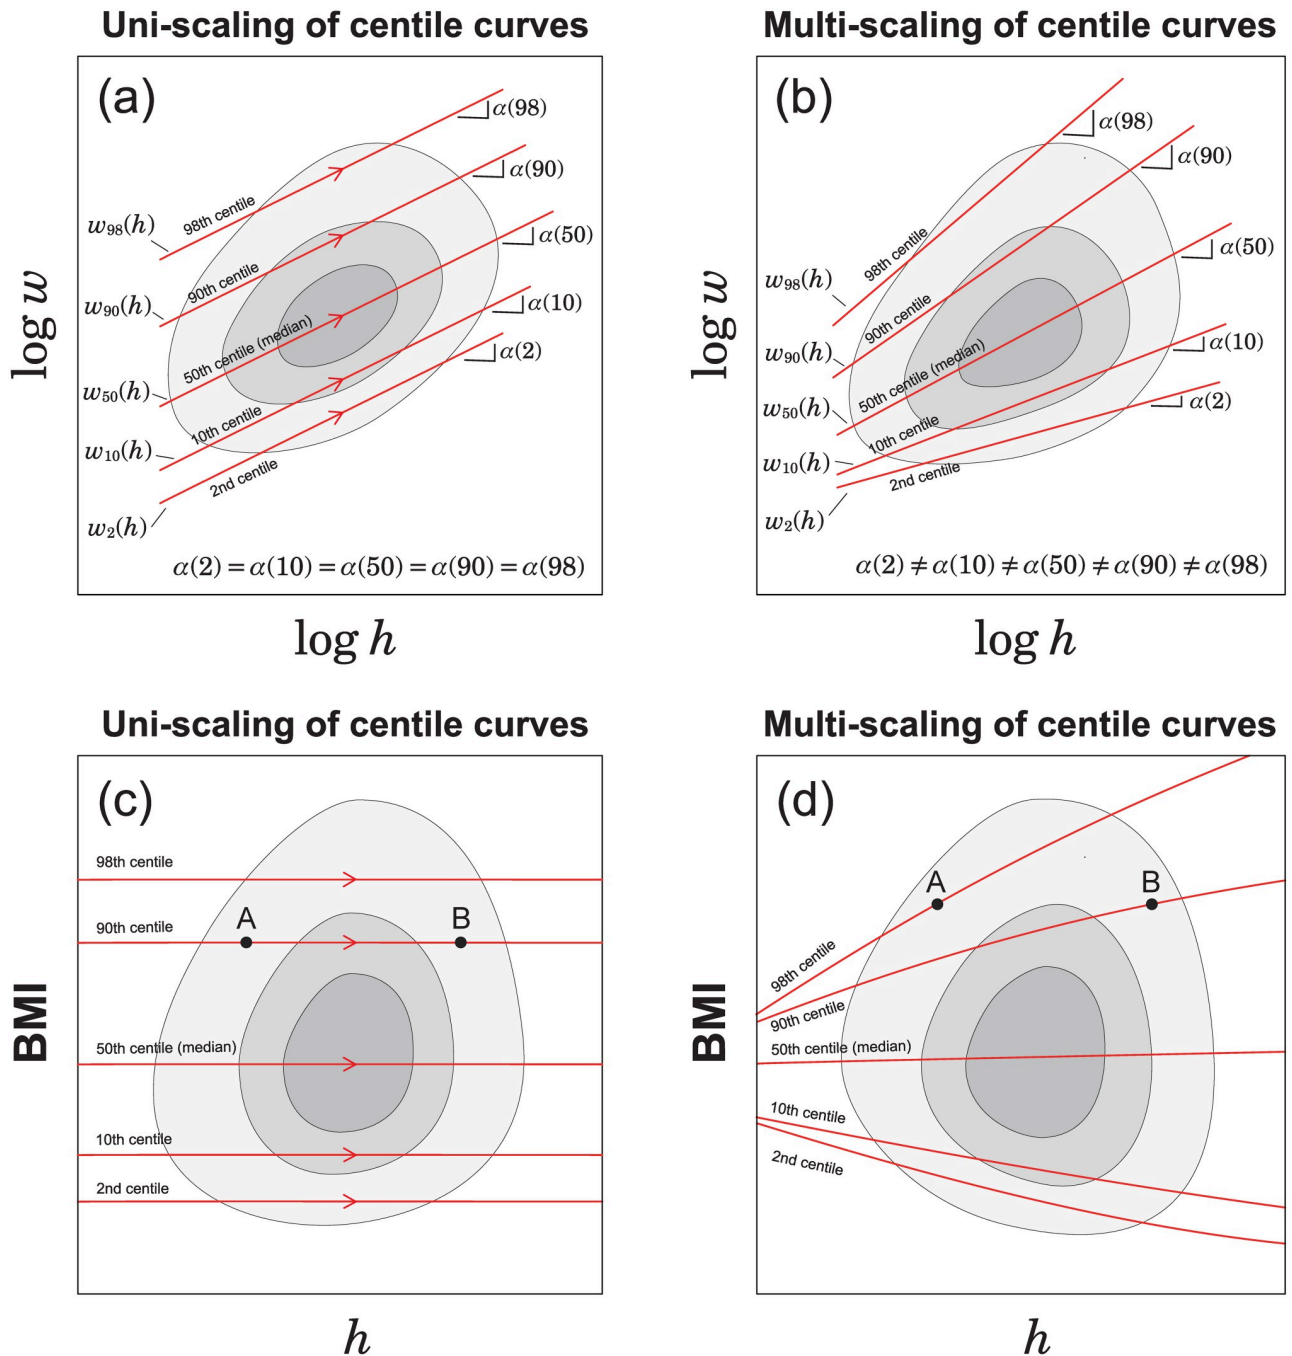 Uni-scaling of centile curves
Multi-scaling of centile curves
(a)
α(98)
α(90)
α(50)
α(10)
α(2)
98th centile
90th centile
50th centile (median)
10th centile
2nd centile
w98(h)
w90(h)
w50(h)
w10(h)
w2(h)
α(2) = α(10) = α(50) = α(90) = α(98)
log w
log h
(b)
α(98)
α(90)
α(50)
α(10)
α(2)
98th centile
90th centile
50th centile (median)
10th centile
2nd centile
w98(h)
w90(h)
w50(h)
w10(h)
w2(h)
α(2) ≠ α(10) ≠ α(50) ≠ α(90) ≠ α(98)
log w
log h
Uni-scaling of centile curves
Multi-scaling of centile curves
(c)
98th centile
90th centile
A
B
50th centile (median)
10th centile
2nd centile
BMI
h
(d)
A
B
98th centile
90th centile
50th centile (median)
10th centile
2nd centile
BMI
h